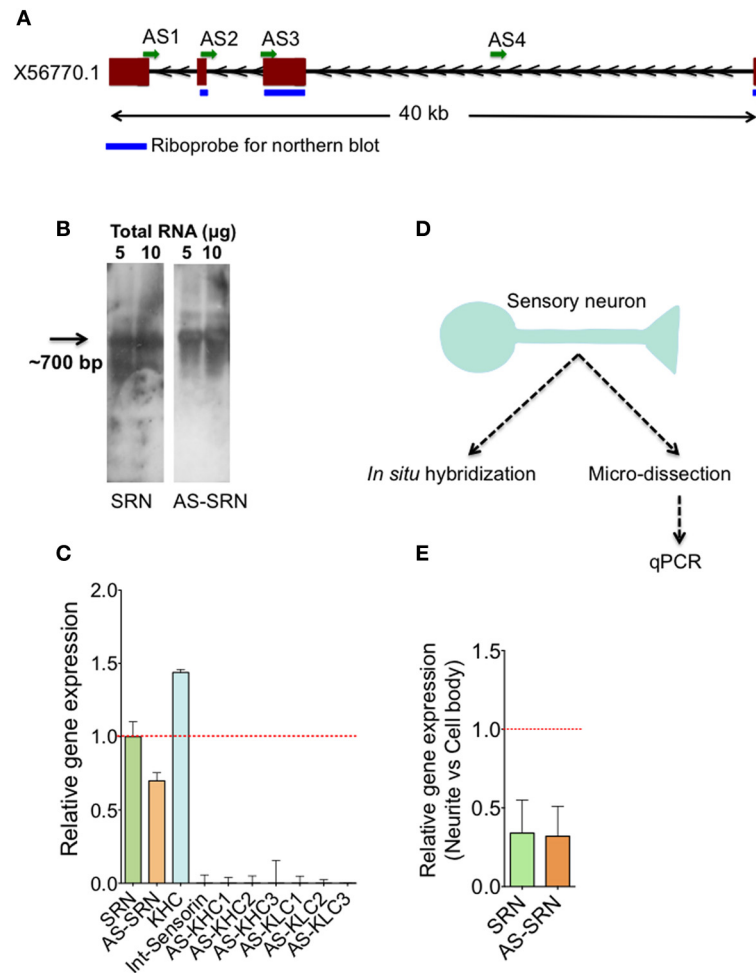 A
AS1 AS2 AS3 AS4
X56770.1
40 kb
Riboprobe for northern blot
B
Total RNA (µg)
5 10 5 10
~700 bp
SRN AS-SRN
D
Sensory neuron
In situ hybridization Micro-dissection
qPCR
C
Relative gene expression
2.0
1.5
1.0
0.5
0.0
SRN
AS-SRN
KHC
Int-Sensorin
AS-KHC1
AS-KHC2
AS-KHC3
AS-KLC1
AS-KLC2
AS-KLC3
E
Relative gene expression
(Neurite vs Cell body)
1.5
1.0
0.5
0.0
SRN
AS-SRN